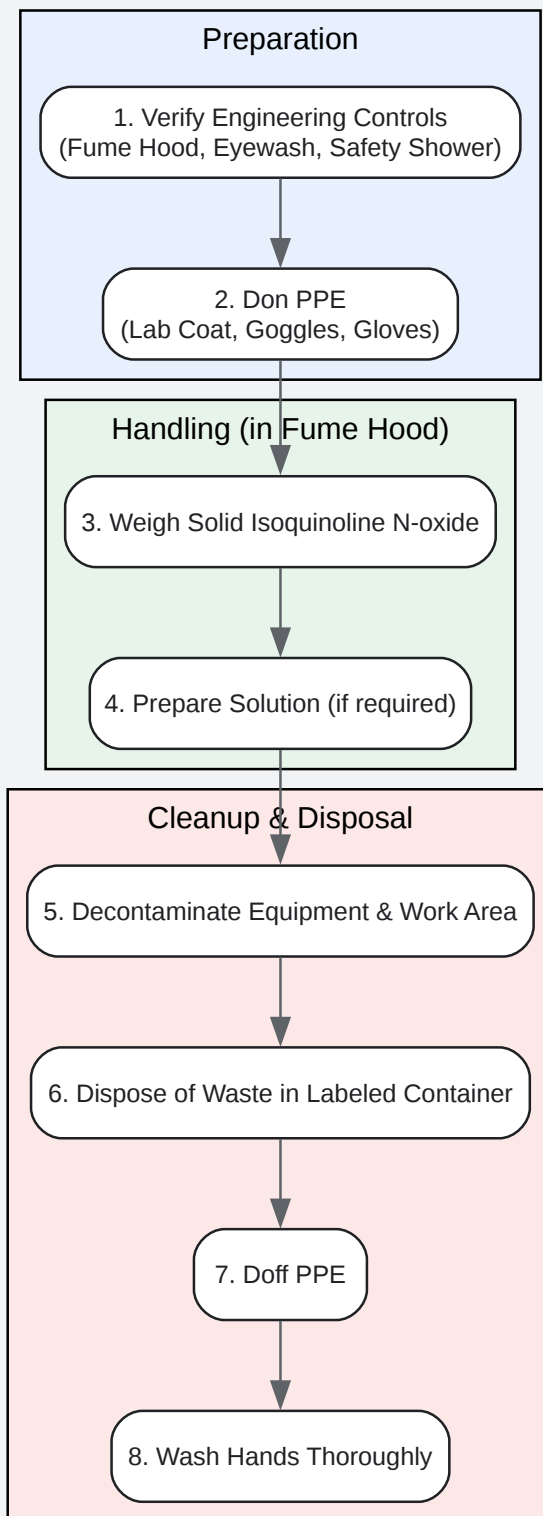 Preparation
1. Verify Engineering Controls
(Fume Hood, Eyewash, Safety Shower)
2. Don PPE
(Lab Coat, Goggles, Gloves)
Handling (in Fume Hood)
3. Weigh Solid Isoquinoline N-oxide
4. Prepare Solution (if required)
Cleanup & Disposal
5. Decontaminate Equipment & Work Area
6. Dispose of Waste in Labeled Container
7. Doff PPE
8. Wash Hands Thoroughly